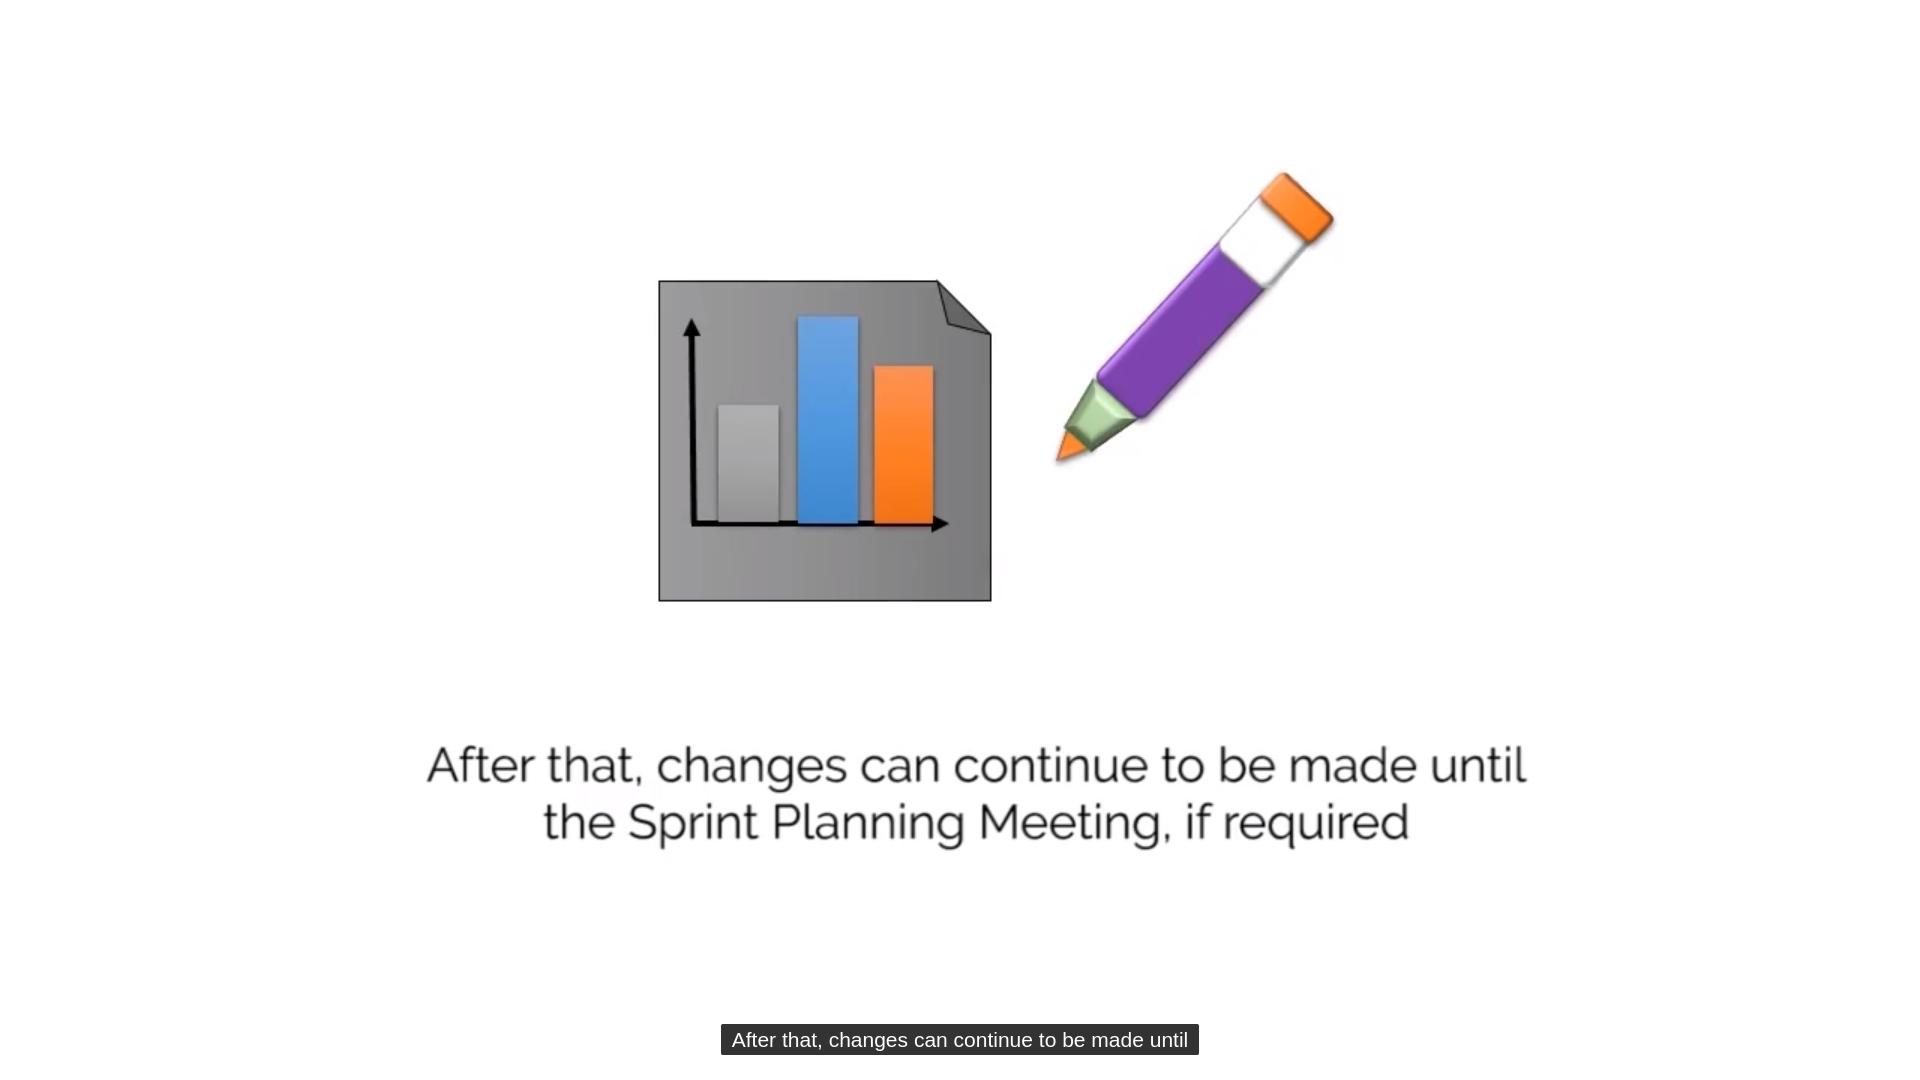 After that, changes can continue to be made until
the Sprint Planning Meeting, if required
After that, changes can continue to be made until